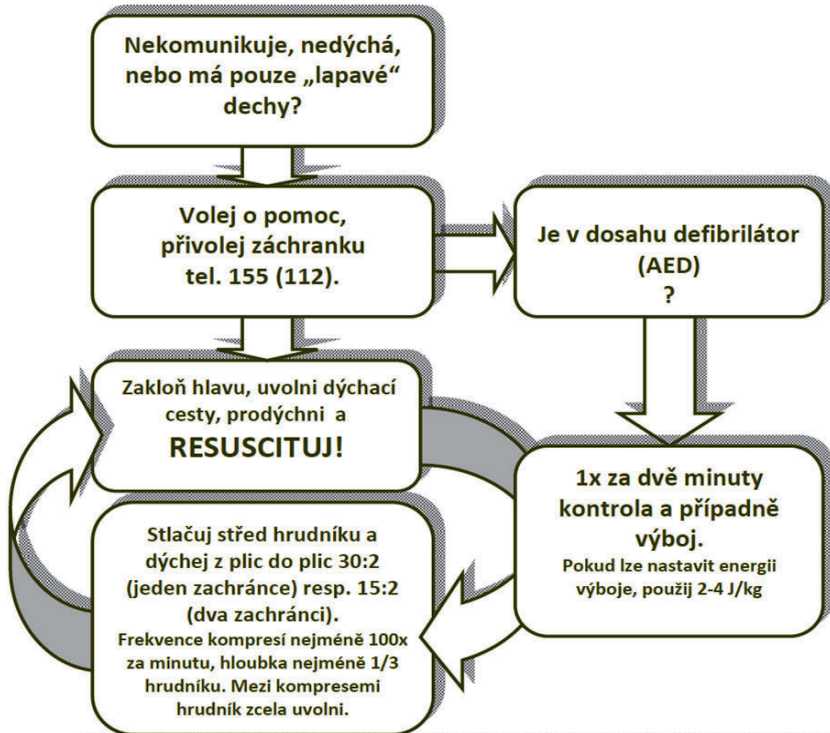 Nekomunikuje, nedýchá,
nebo má pouze „lapavé“
dechy?
Volej o pomoc,
přivolej záchranku
tel. 155 (112).
Je v dosahu defibrilátor
(AED)
?
Zakloň hlavu, uvolni dýchací
cesty, prodýchni a
RESUSCITUJ!
1x za dvě minuty
kontrola a případně
výboj.
Pokud lze nastavit energii
výboje, použij 2-4 J/kg
Stlačuj střed hrudníku a
dýchej z plic do plic 30:2
(jeden zachránce) resp. 15:2
(dva zachránci).
Frekvence kompresí nejméně 100x
za minutu, hloubka nejméně 1/3
hrudníku. Mezi kompresemi
hrudník zcela uvolni.